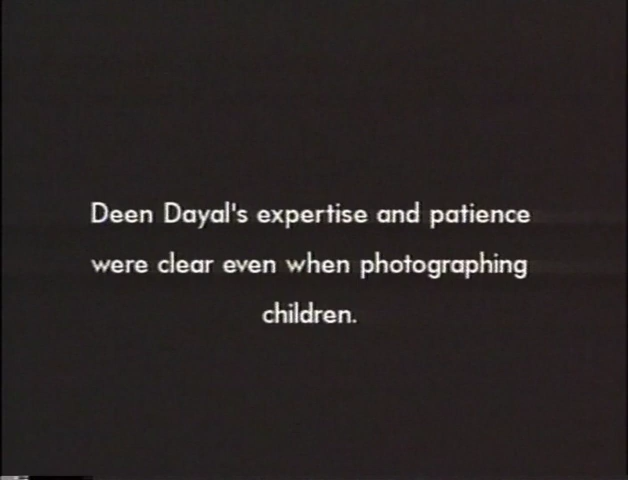 Deen Dayal's expertise and patience
were clear even when photographing
children.